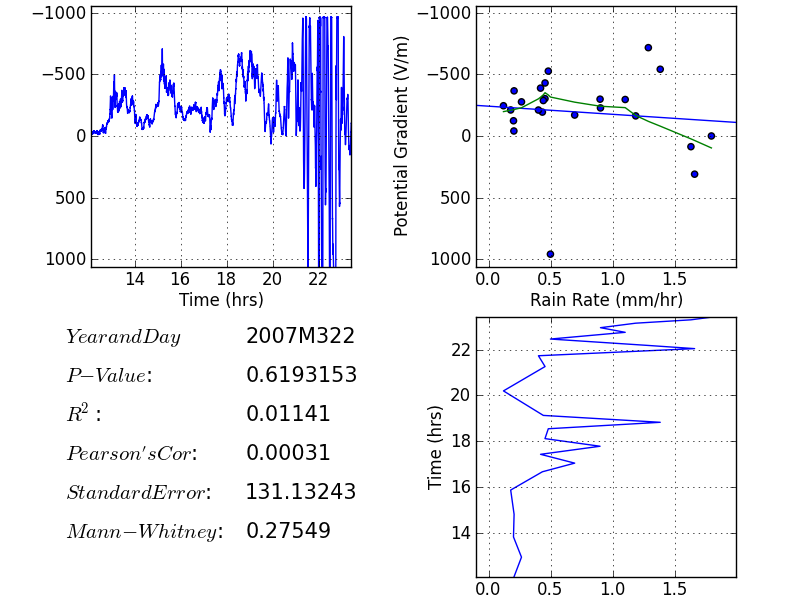 −1000
−500
0
500
1000
14 16 18 20 22
Time (hrs)
−1000
−500
0
500
1000
Potential Gradient (V/m)
0.0 0.5 1.0 1.5
Rain Rate (mm/hr)
YearandDay 2007M322
P−Value: 0.6193153
R²: 0.01141
Pearson'sCor: 0.00031
StandardError: 131.13243
Mann−Whitney: 0.27549
22
20
18
16
14
Time (hrs)
0.0 0.5 1.0 1.5